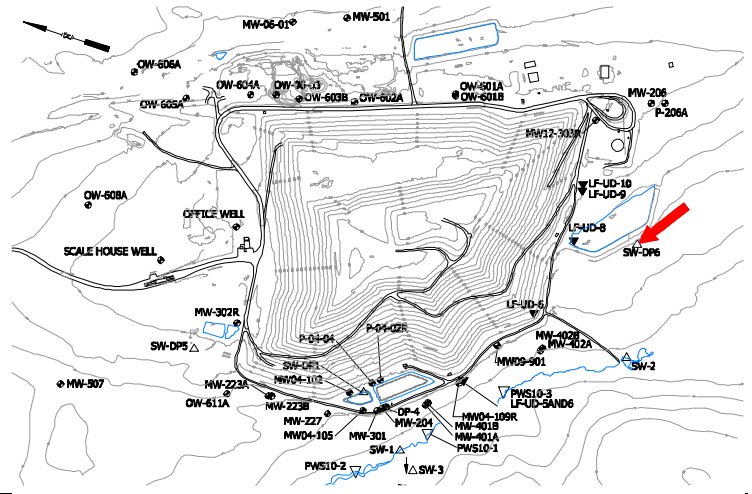 MW-06-01
MW-501
OW-606A
OW-604A
OW-603B
OW-602A
OW-601A
OW-601B
MW-206
P-206A
OW-605A
MW12-303R
LF-UD-10
LF-UD-9
OW-608A
OFFICE WELL
LF-UD-8
SW-DP6
SCALE HOUSE WELL
MW-302R
LF-UD-6
P-04-04
P-04-02R
SW-DP5
SW-DP1
MW-402B
MW-402A
MW09-901
SW-2
MW-507
MW-223A
MW04-102
OW-611A
MW-223B
PWS10-3
LF-UD-5AND6
MW-227
DP-4
MW04-109R
MW-204
MW-401B
MW04-105
MW-301
MW-401A
SW-1
PWS10-1
PWS10-2
SW-3